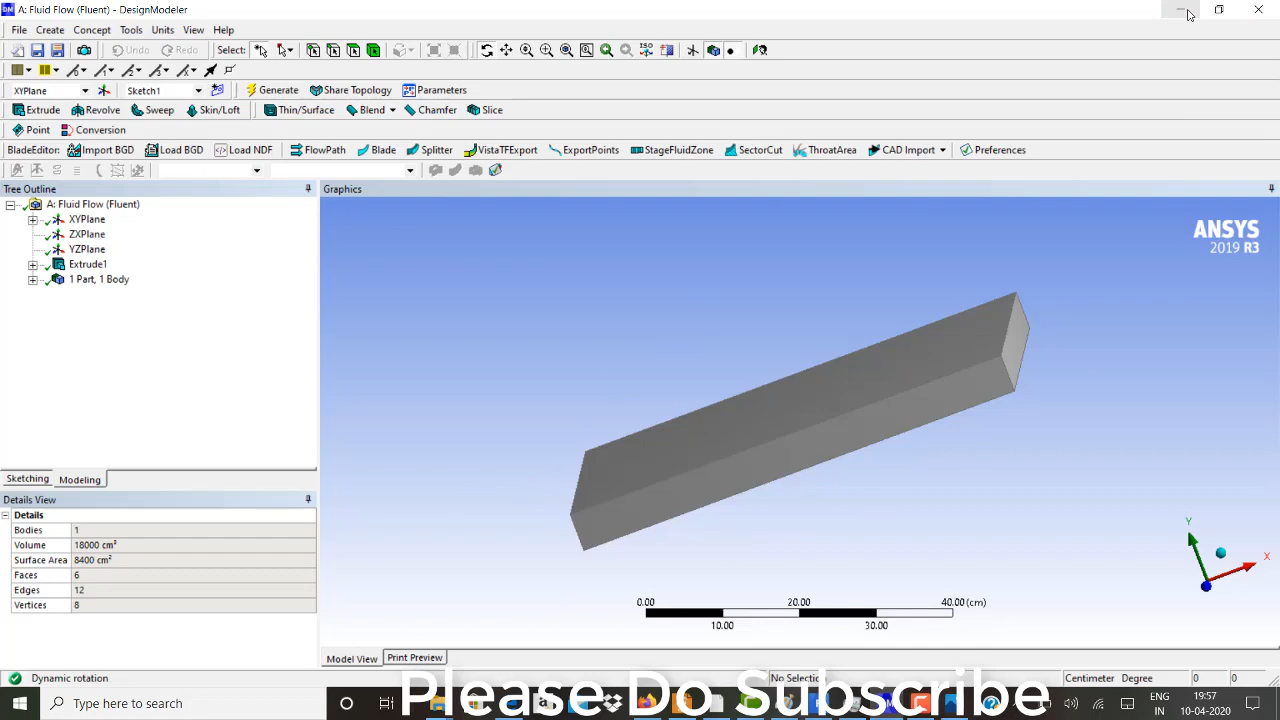 A: Fluid Flow (Fluent) - DesignModeler
File Create Concept Tools Units View Help
Undo Redo Select: ISO
XYPlane Sketch1 Generate Share Topology Parameters
Extrude Revolve Sweep Skin/Loft Thin/Surface Blend Chamfer Slice
Point Conversion
BladeEditor: Import BGD Load BGD Load NDF FlowPath Blade Splitter VistaTFExport ExportPoints StageFluidZone SectorCut ThroatArea CAD Import Preferences
Tree Outline
A: Fluid Flow (Fluent)
XYPlane
ZXPlane
YZPlane
Extrude1
1 Part, 1 Body
Sketching Modeling
Details View
Details
Bodies 1
Volume 18000 cm³
Surface Area 8400 cm²
Faces 6
Edges 12
Vertices 8
Graphics
ANSYS
2019 R3
Y
X
0.00 20.00 40.00 (cm)
10.00 30.00
Model View Print Preview
Dynamic rotation No Selection Centimeter Degree 0 0
Please Do Subscribe
Type here to search
ENG
IN
19:57
10-04-2020